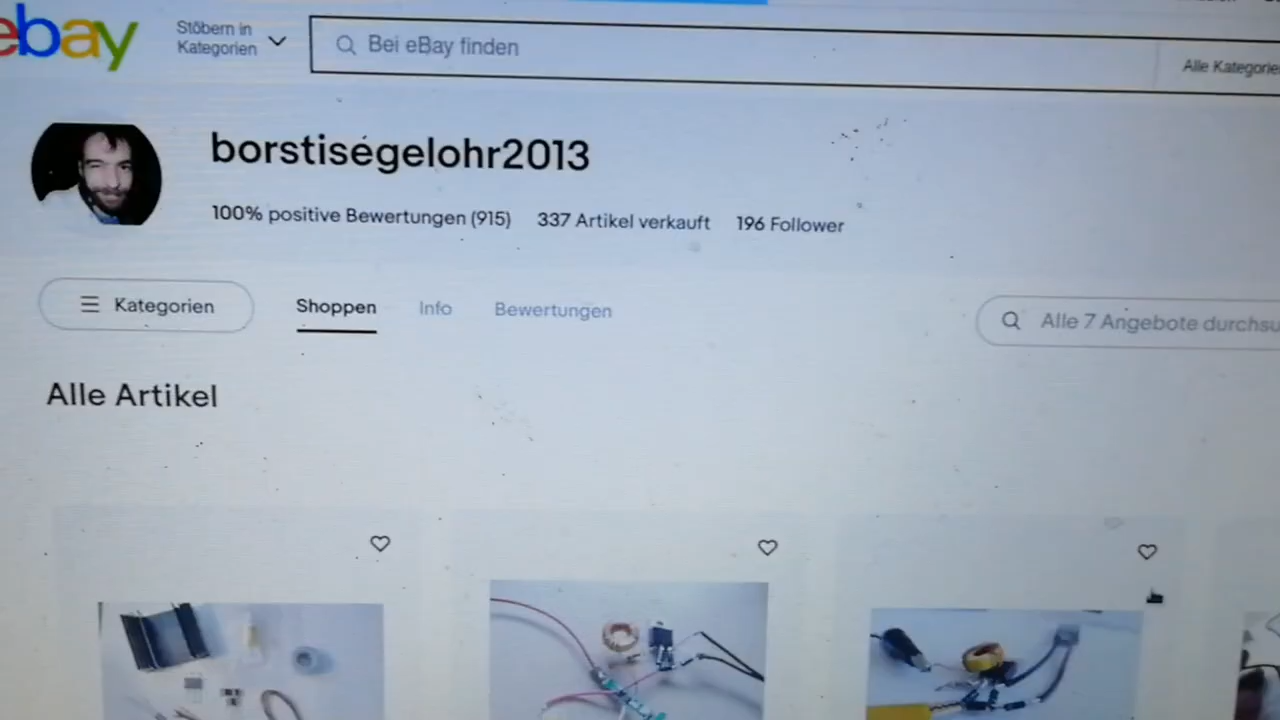 ebay
Stöbern in
Kategorien
Bei eBay finden
Alle Kategorie
borstisegelohr2013
100% positive Bewertungen (915) 337 Artikel verkauft 196 Follower
Kategorien Shoppen Info Bewertungen
Alle 7 Angebote durchsu
Alle Artikel